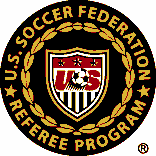 U.S. SOCCER FEDERATION
US
REFEREE PROGRAM
®